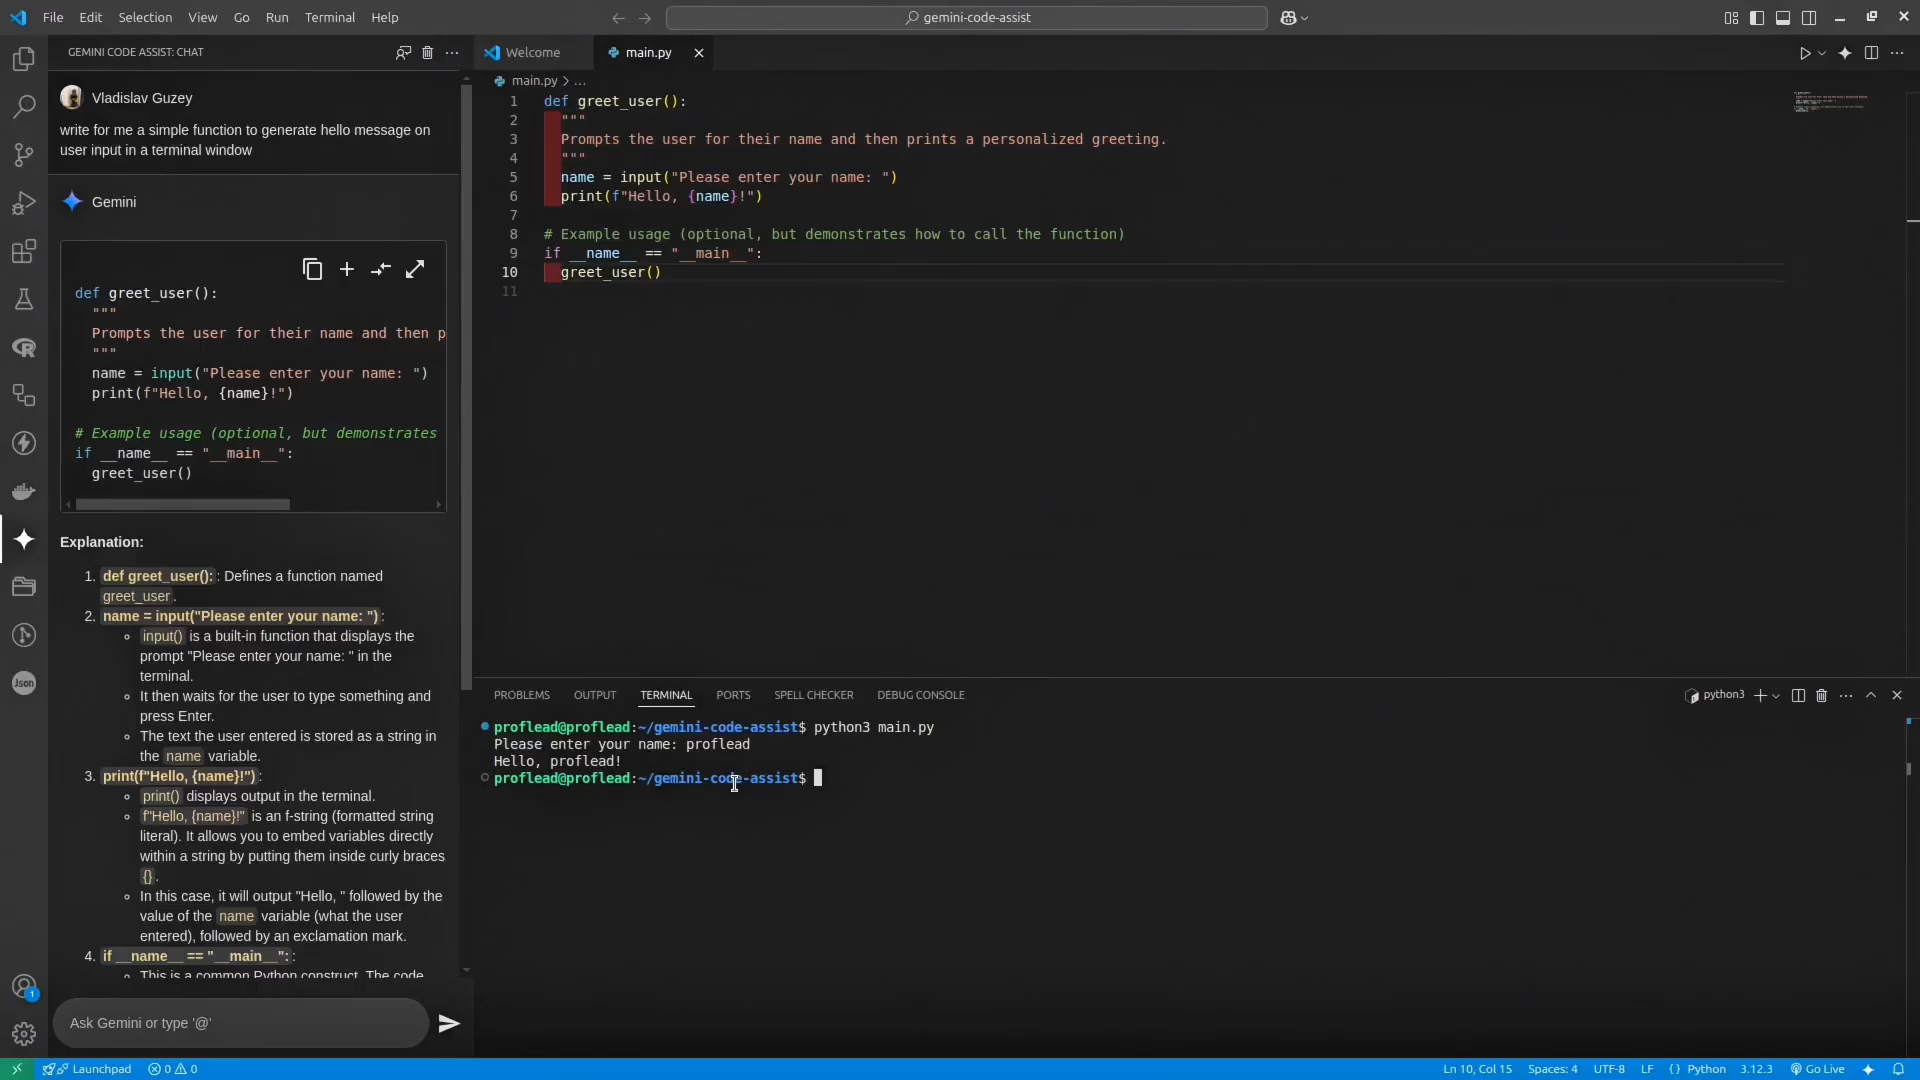 File Edit Selection View Go Run Terminal Help
gemini-code-assist
GEMINI CODE ASSIST: CHAT
Vladislav Guzey
write for me a simple function to generate hello message on
user input in a terminal window
Gemini
def greet_user():
"""
Prompts the user for their name and then p
"""
name = input("Please enter your name: ")
print(f"Hello, {name}!")
# Example usage (optional, but demonstrates
if __name__ == "__main__":
greet_user()
Explanation:
1. def greet_user(): : Defines a function named
greet_user.
2. name = input("Please enter your name: "):
input() is a built-in function that displays the
prompt "Please enter your name: " in the
terminal.
It then waits for the user to type something and
press Enter.
The text the user entered is stored as a string in
the name variable.
3. print(f"Hello, {name}!"):
print() displays output in the terminal.
f"Hello, {name}!" is an f-string (formatted string
literal). It allows you to embed variables directly
within a string by putting them inside curly braces
{}.
In this case, it will output "Hello, " followed by the
value of the name variable (what the user
entered), followed by an exclamation mark.
4. if __name__ == "__main__": :
This is a common Python construct. The code
Ask Gemini or type '@'
Welcome main.py
main.py > ...
1 def greet_user():
2 """
3 Prompts the user for their name and then prints a personalized greeting.
4 """
5 name = input("Please enter your name: ")
6 print(f"Hello, {name}!")
7
8 # Example usage (optional, but demonstrates how to call the function)
9 if __name__ == "__main__":
10 greet_user()
11
PROBLEMS OUTPUT TERMINAL PORTS SPELL CHECKER DEBUG CONSOLE
python3
proflead@proflead:~/gemini-code-assist$ python3 main.py
Please enter your name: proflead
Hello, proflead!
proflead@proflead:~/gemini-code-assist$
Json
1
Launchpad 0 0
Ln 10, Col 15 Spaces: 4 UTF-8 LF {} Python 3.12.3 Go Live